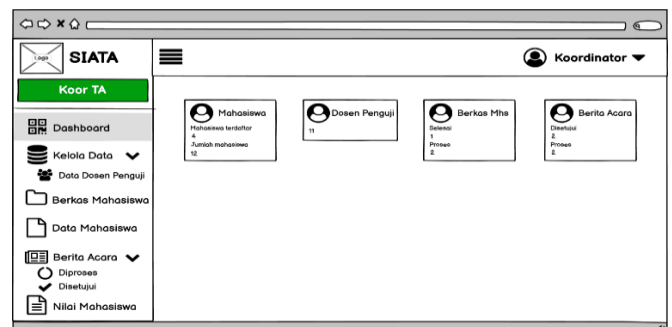 Logo
SIATA
Koordinator
Koor TA
Dashboard
Kelola Data
Data Dosen Penguji
Berkas Mahasiswa
Data Mahasiswa
Berita Acara
Diproses
Disetujui
Nilai Mahasiswa
Mahasiswa
Mahasiswa terdaftar
4
Jumlah mahasiswa
12
Dosen Penguji
11
Berkas Mhs
Selesai
1
Proses
2
Berita Acara
Disetujui
2
Proses
2